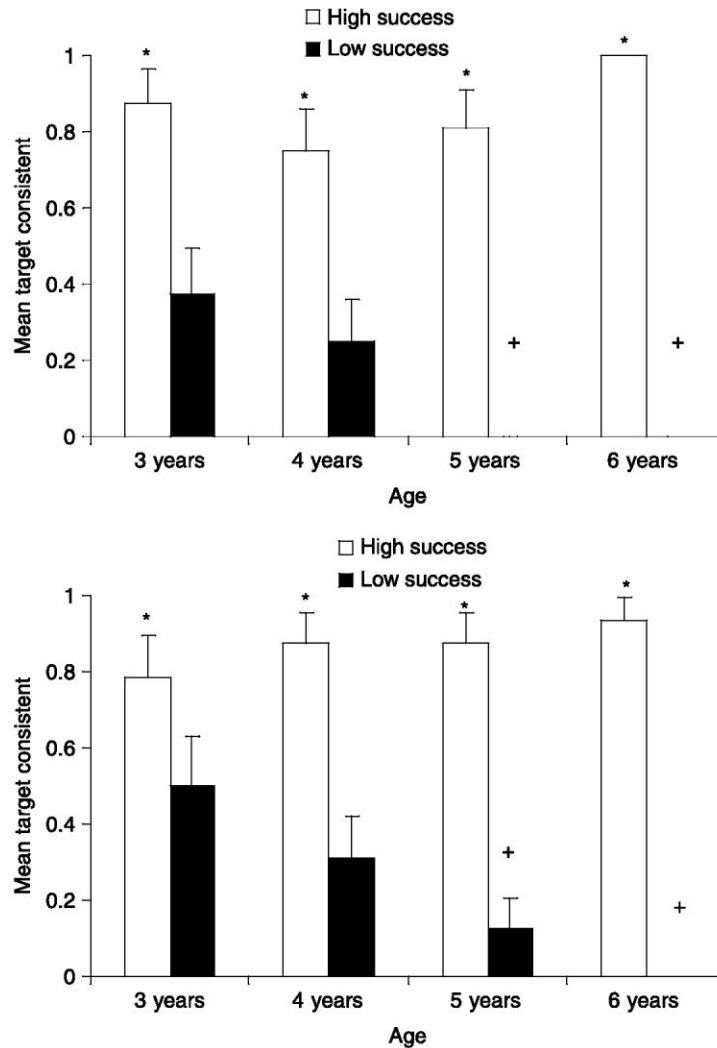 High success
Low success
* * * *
1
0.8
0.6
0.4
0.2
0
Mean target consistent
+ +
3 years 4 years 5 years 6 years
Age
High success
Low success
* * * *
1
0.8
0.6
0.4
0.2
0
Mean target consistent
+ +
3 years 4 years 5 years 6 years
Age